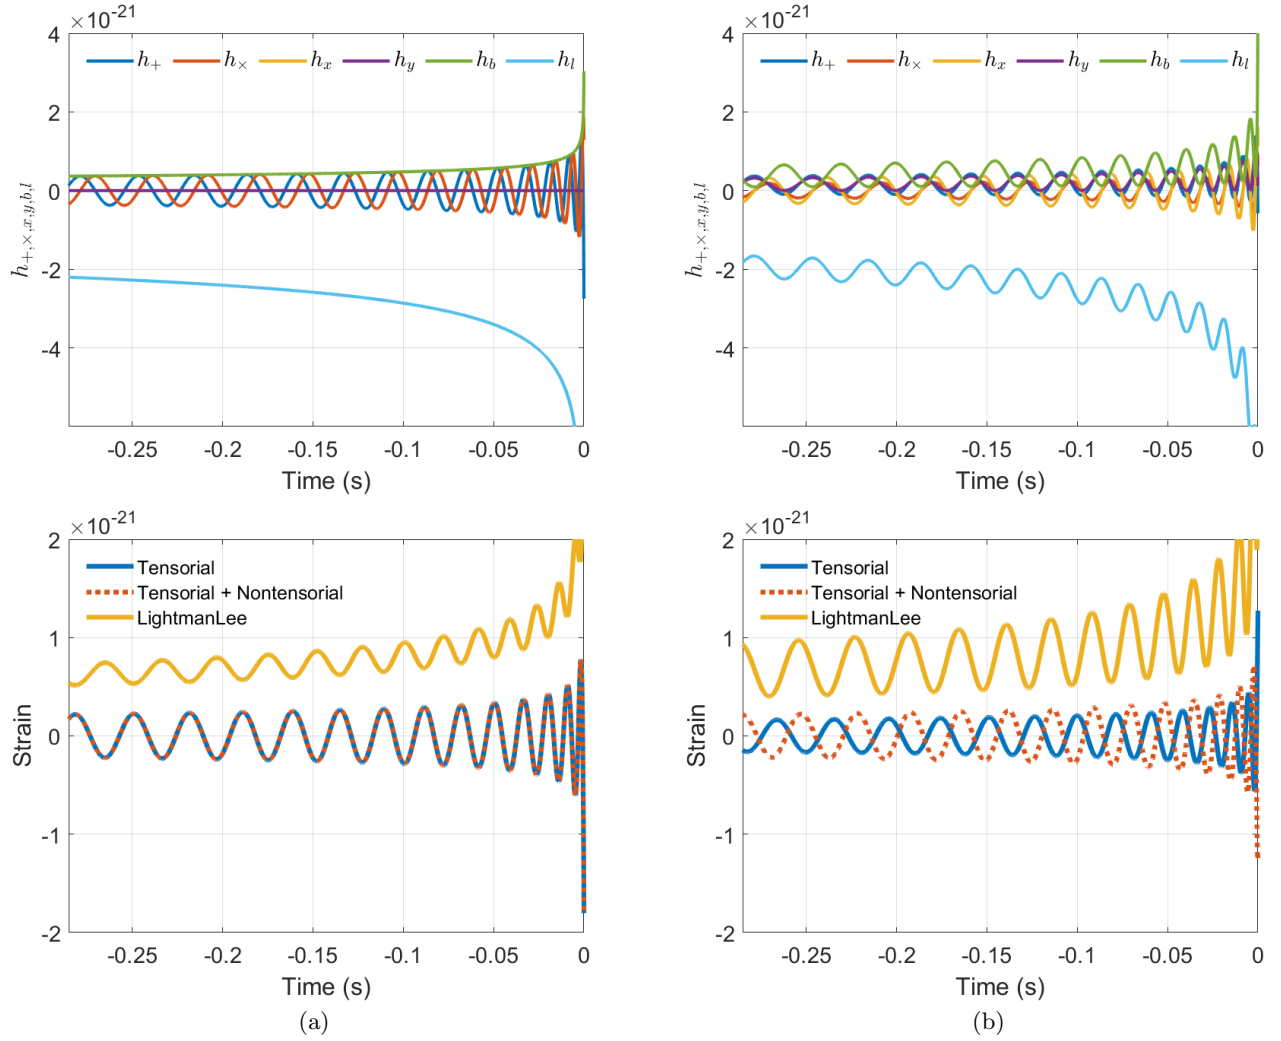 ×10-21
4
2
0
-2
-4
h+ h× hx hy hb hl
h+,×,x,y,b,l
-0.25 -0.2 -0.15 -0.1 -0.05 0
Time (s)
×10-21
4
2
0
-2
-4
h+ h× hx hy hb hl
h+,×,x,y,b,l
-0.25 -0.2 -0.15 -0.1 -0.05 0
Time (s)
×10-21
2
1
0
-1
-2
Tensorial
Tensorial + Nontensorial
LightmanLee
Strain
-0.25 -0.2 -0.15 -0.1 -0.05 0
Time (s)
(a)
×10-21
2
1
0
-1
-2
Tensorial
Tensorial + Nontensorial
LightmanLee
Strain
-0.25 -0.2 -0.15 -0.1 -0.05 0
Time (s)
(b)